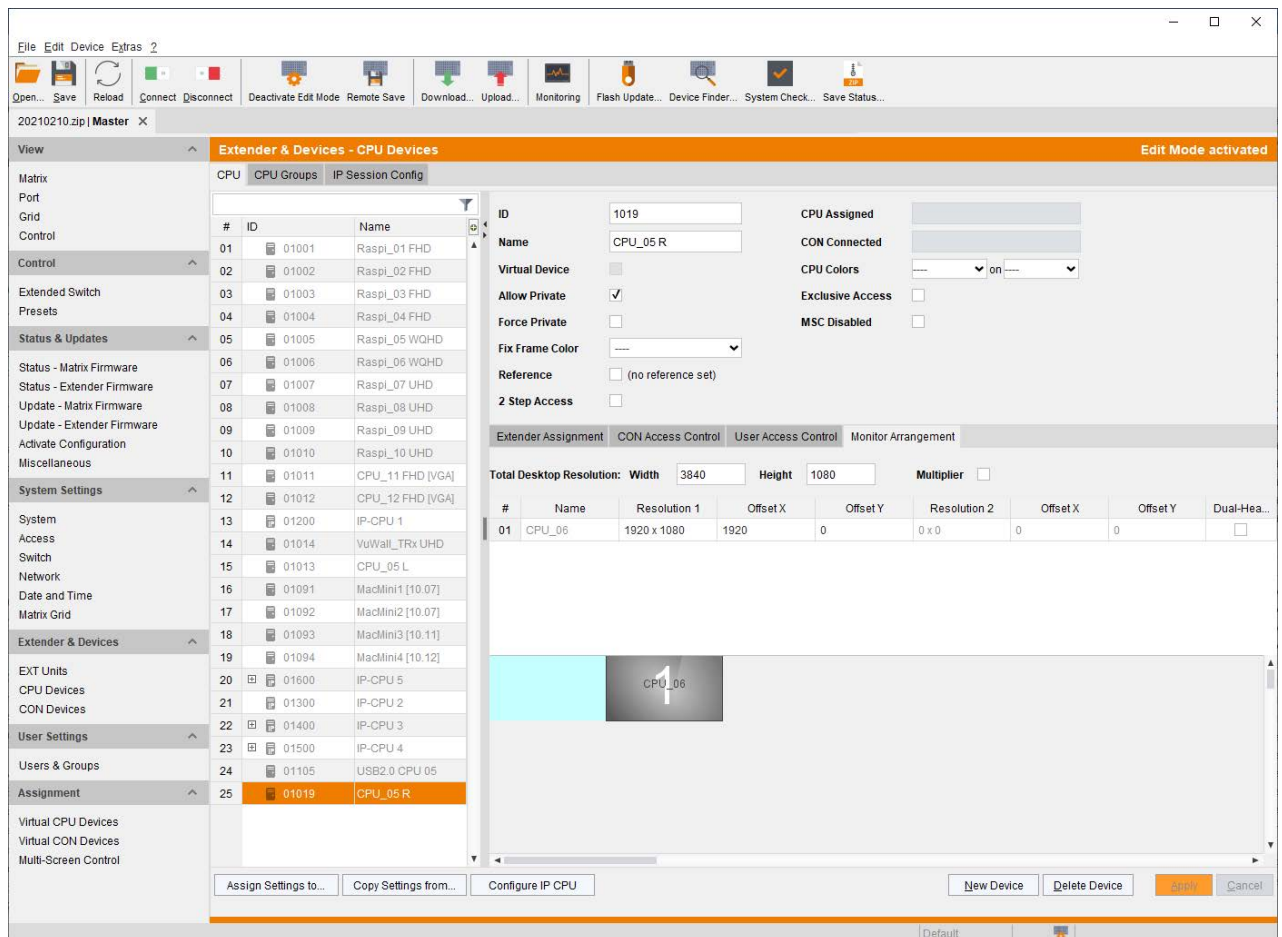 File Edit Device Extras ?
Open... Save Reload Connect Disconnect Deactivate Edit Mode Remote Save Download... Upload... Monitoring Flash Update... Device Finder... System Check... Save Status...
ZIP
20210210.zip | Master
View
Matrix
Port
Grid
Control
Control
Extended Switch
Presets
Status & Updates
Status - Matrix Firmware
Status - Extender Firmware
Update - Matrix Firmware
Update - Extender Firmware
Activate Configuration
Miscellaneous
System Settings
System
Access
Switch
Network
Date and Time
Matrix Grid
Extender & Devices
EXT Units
CPU Devices
CON Devices
User Settings
Users & Groups
Assignment
Virtual CPU Devices
Virtual CON Devices
Multi-Screen Control
Extender & Devices - CPU Devices Edit Mode activated
CPU CPU Groups IP Session Config
# ID Name
01 01001 Raspi_01 FHD
02 01002 Raspi_02 FHD
03 01003 Raspi_03 FHD
04 01004 Raspi_04 FHD
05 01005 Raspi_05 WQHD
06 01006 Raspi_06 WQHD
07 01007 Raspi_07 UHD
08 01008 Raspi_08 UHD
09 01009 Raspi_09 UHD
10 01010 Raspi_10 UHD
11 01011 CPU_11 FHD [VGA]
12 01012 CPU_12 FHD [VGA]
13 01200 IP-CPU 1
14 01014 VuWall_TRx UHD
15 01013 CPU_05 L
16 01091 MacMini1 [10.07]
17 01092 MacMini2 [10.07]
18 01093 MacMini3 [10.11]
19 01094 MacMini4 [10.12]
20 01600 IP-CPU 5
21 01300 IP-CPU 2
22 01400 IP-CPU 3
23 01500 IP-CPU 4
24 01105 USB2.0 CPU 05
25 01019 CPU_05 R
ID 1019 CPU Assigned
Name CPU_05 R CON Connected
Virtual Device CPU Colors ---- on ----
Allow Private Exclusive Access
Force Private MSC Disabled
Fix Frame Color ----
Reference (no reference set)
2 Step Access
Extender Assignment CON Access Control User Access Control Monitor Arrangement
Total Desktop Resolution: Width 3840 Height 1080 Multiplier
# Name Resolution 1 Offset X Offset Y Resolution 2 Offset X Offset Y Dual-Hea...
01 CPU_06 1920 x 1080 1920 0 0 x 0 0 0
1
CPU_06
Assign Settings to... Copy Settings from... Configure IP CPU New Device Delete Device Apply Cancel
Default